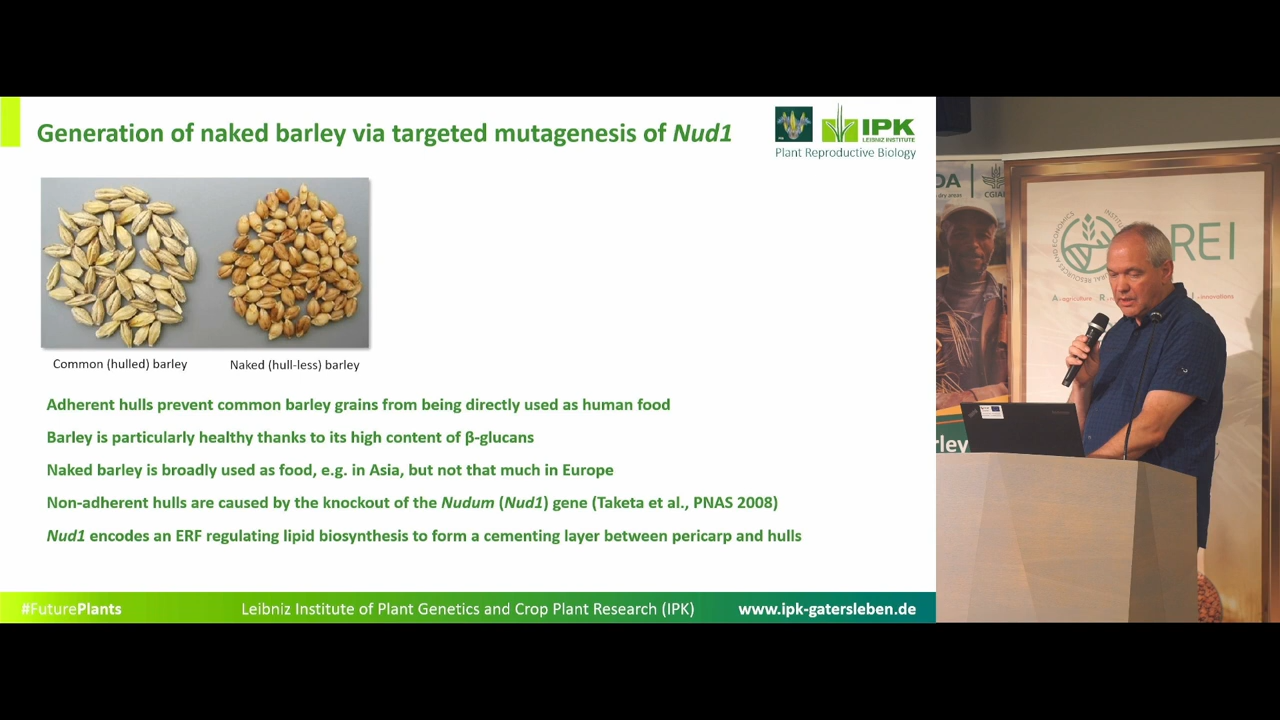 Generation of naked barley via targeted mutagenesis of Nud1
IPK
LEIBNIZ INSTITUTE
Plant Reproductive Biology
Common (hulled) barley
Naked (hull-less) barley
Adherent hulls prevent common barley grains from being directly used as human food
Barley is particularly healthy thanks to its high content of β-glucans
Naked barley is broadly used as food, e.g. in Asia, but not that much in Europe
Non-adherent hulls are caused by the knockout of the Nudum (Nud1) gene (Taketa et al., PNAS 2008)
Nud1 encodes an ERF regulating lipid biosynthesis to form a cementing layer between pericarp and hulls
#FuturePlants
Leibniz Institute of Plant Genetics and Crop Plant Research (IPK)
www.ipk-gatersleben.de
DA
dry areas
CGIAR
REI
Innovations
rley